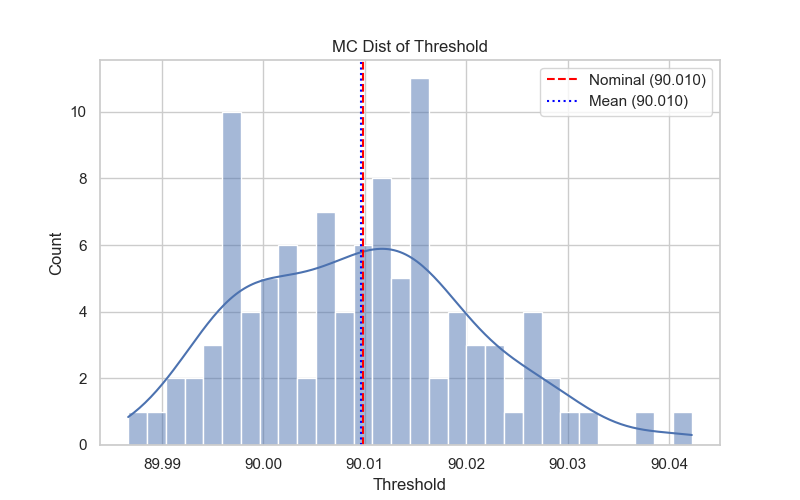 MC Dist of Threshold
Nominal (90.010)
Mean (90.010)
Count
10
8
6
4
2
0
89.99 90.00 90.01 90.02 90.03 90.04
Threshold